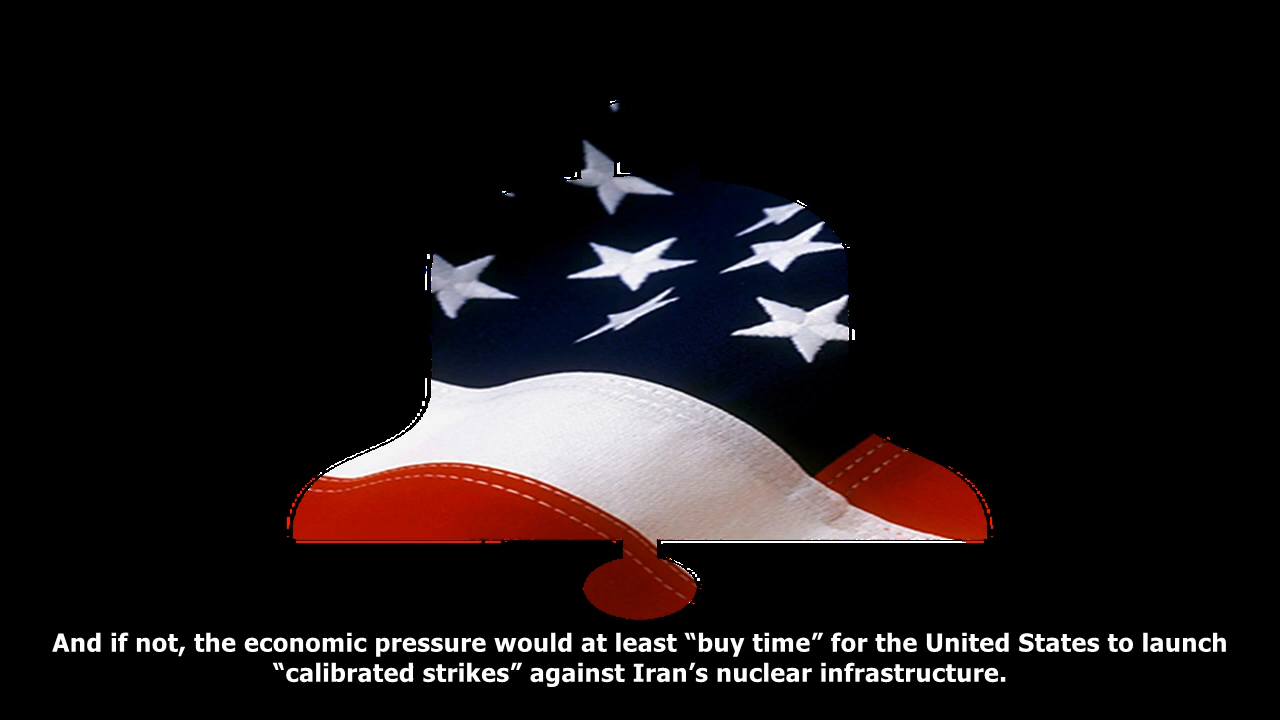 And if not, the economic pressure would at least “buy time” for the United States to launch
“calibrated strikes” against Iran’s nuclear infrastructure.